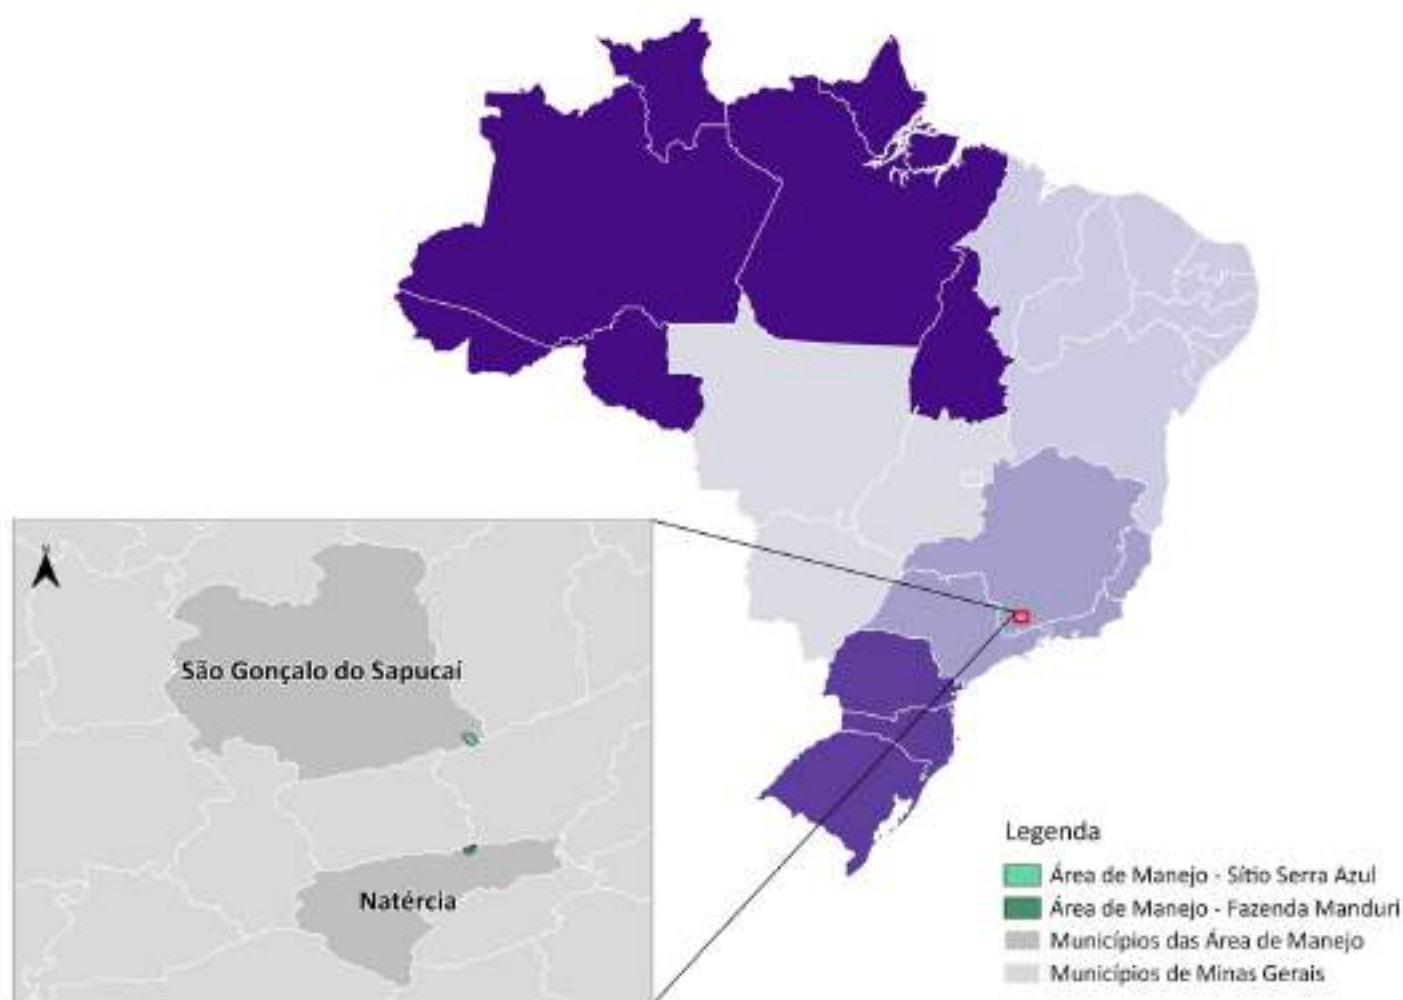 São Gonçalo do Sapucaí
Natércia
Legenda
Área de Manejo - Sítio Serra Azul
Área de Manejo - Fazenda Manduri
Municípios das Área de Manejo
Municípios de Minas Gerais